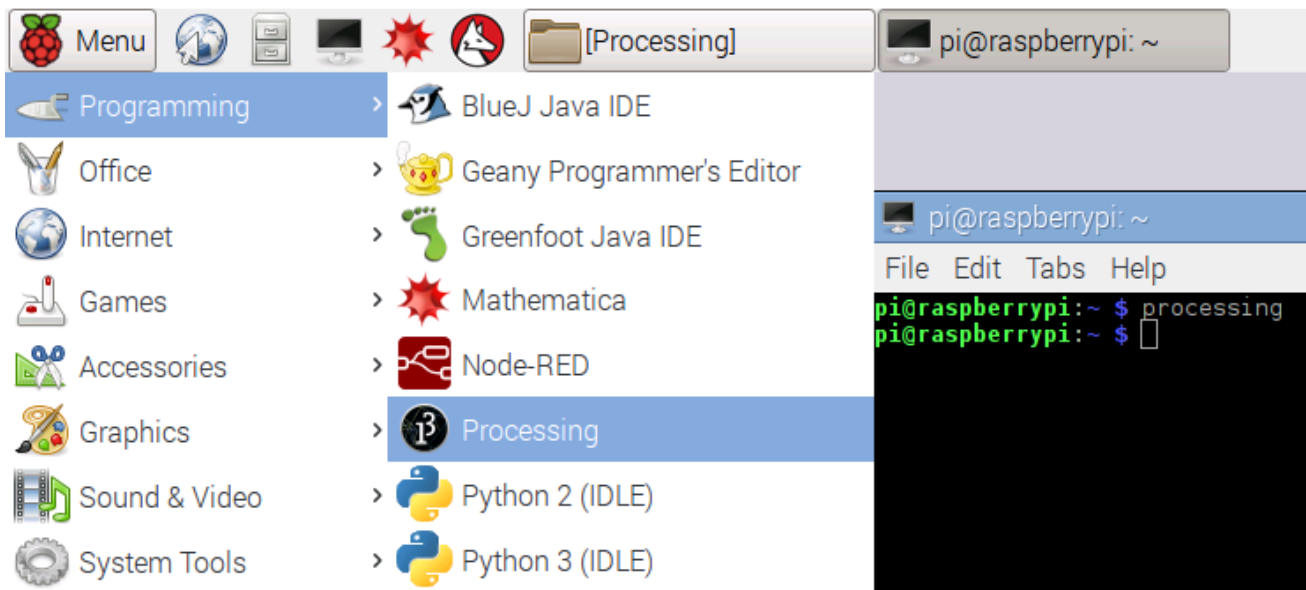 Menu
[Processing]
pi@raspberrypi: ~
Programming
Office
Internet
Games
Accessories
Graphics
Sound & Video
System Tools
BlueJ Java IDE
Geany Programmer's Editor
Greenfoot Java IDE
Mathematica
Node-RED
Processing
Python 2 (IDLE)
Python 3 (IDLE)
pi@raspberrypi: ~
File Edit Tabs Help
pi@raspberrypi:~ $ processing
pi@raspberrypi:~ $